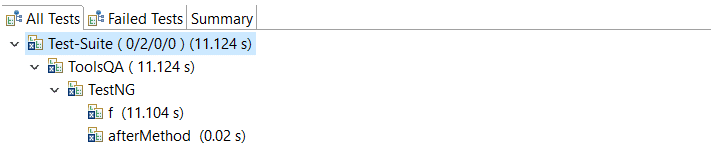 All Tests Failed Tests Summary
Test-Suite ( 0/2/0/0 ) (11.124 s)
ToolsQA ( 11.124 s)
TestNG
f (11.104 s)
afterMethod (0.02 s)